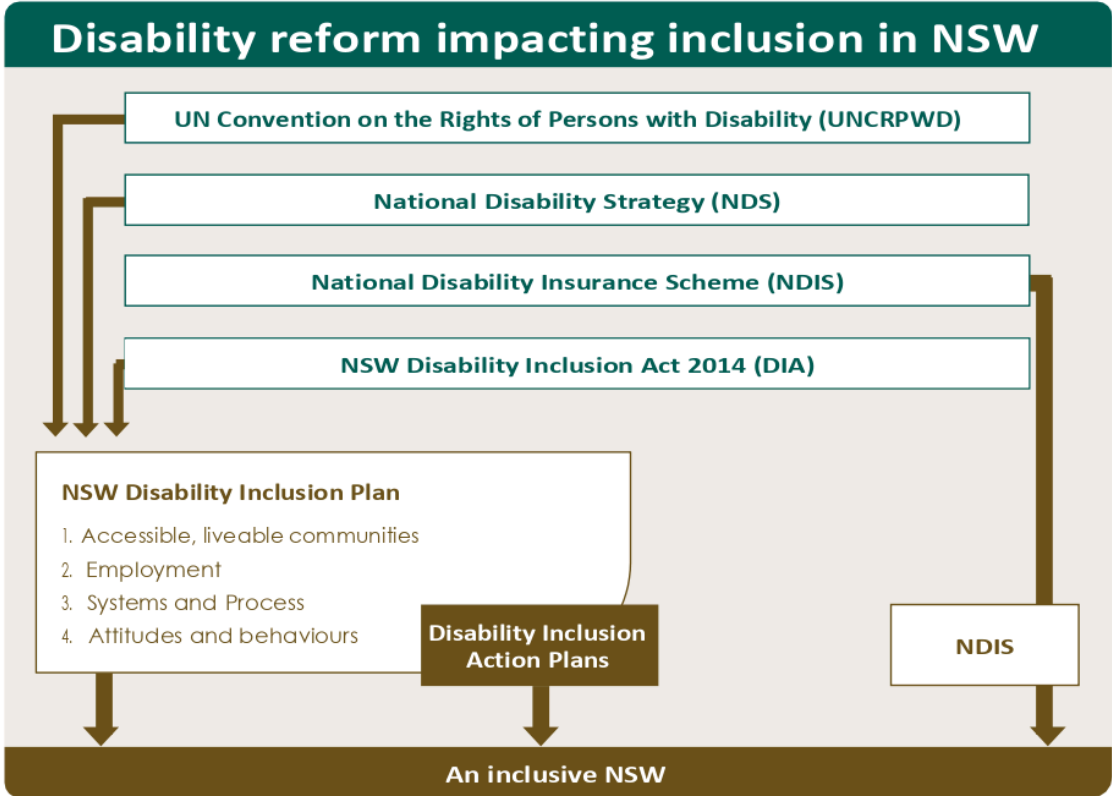 Disability reform impacting inclusion in NSW
UN Convention on the Rights of Persons with Disability (UNCRPWD)
National Disability Strategy (NDS)
National Disability Insurance Scheme (NDIS)
NSW Disability Inclusion Act 2014 (DIA)
NSW Disability Inclusion Plan
1. Accessible, liveable communities
2. Employment
3. Systems and Process
4. Attitudes and behaviours
Disability Inclusion
Action Plans
NDIS
An inclusive NSW